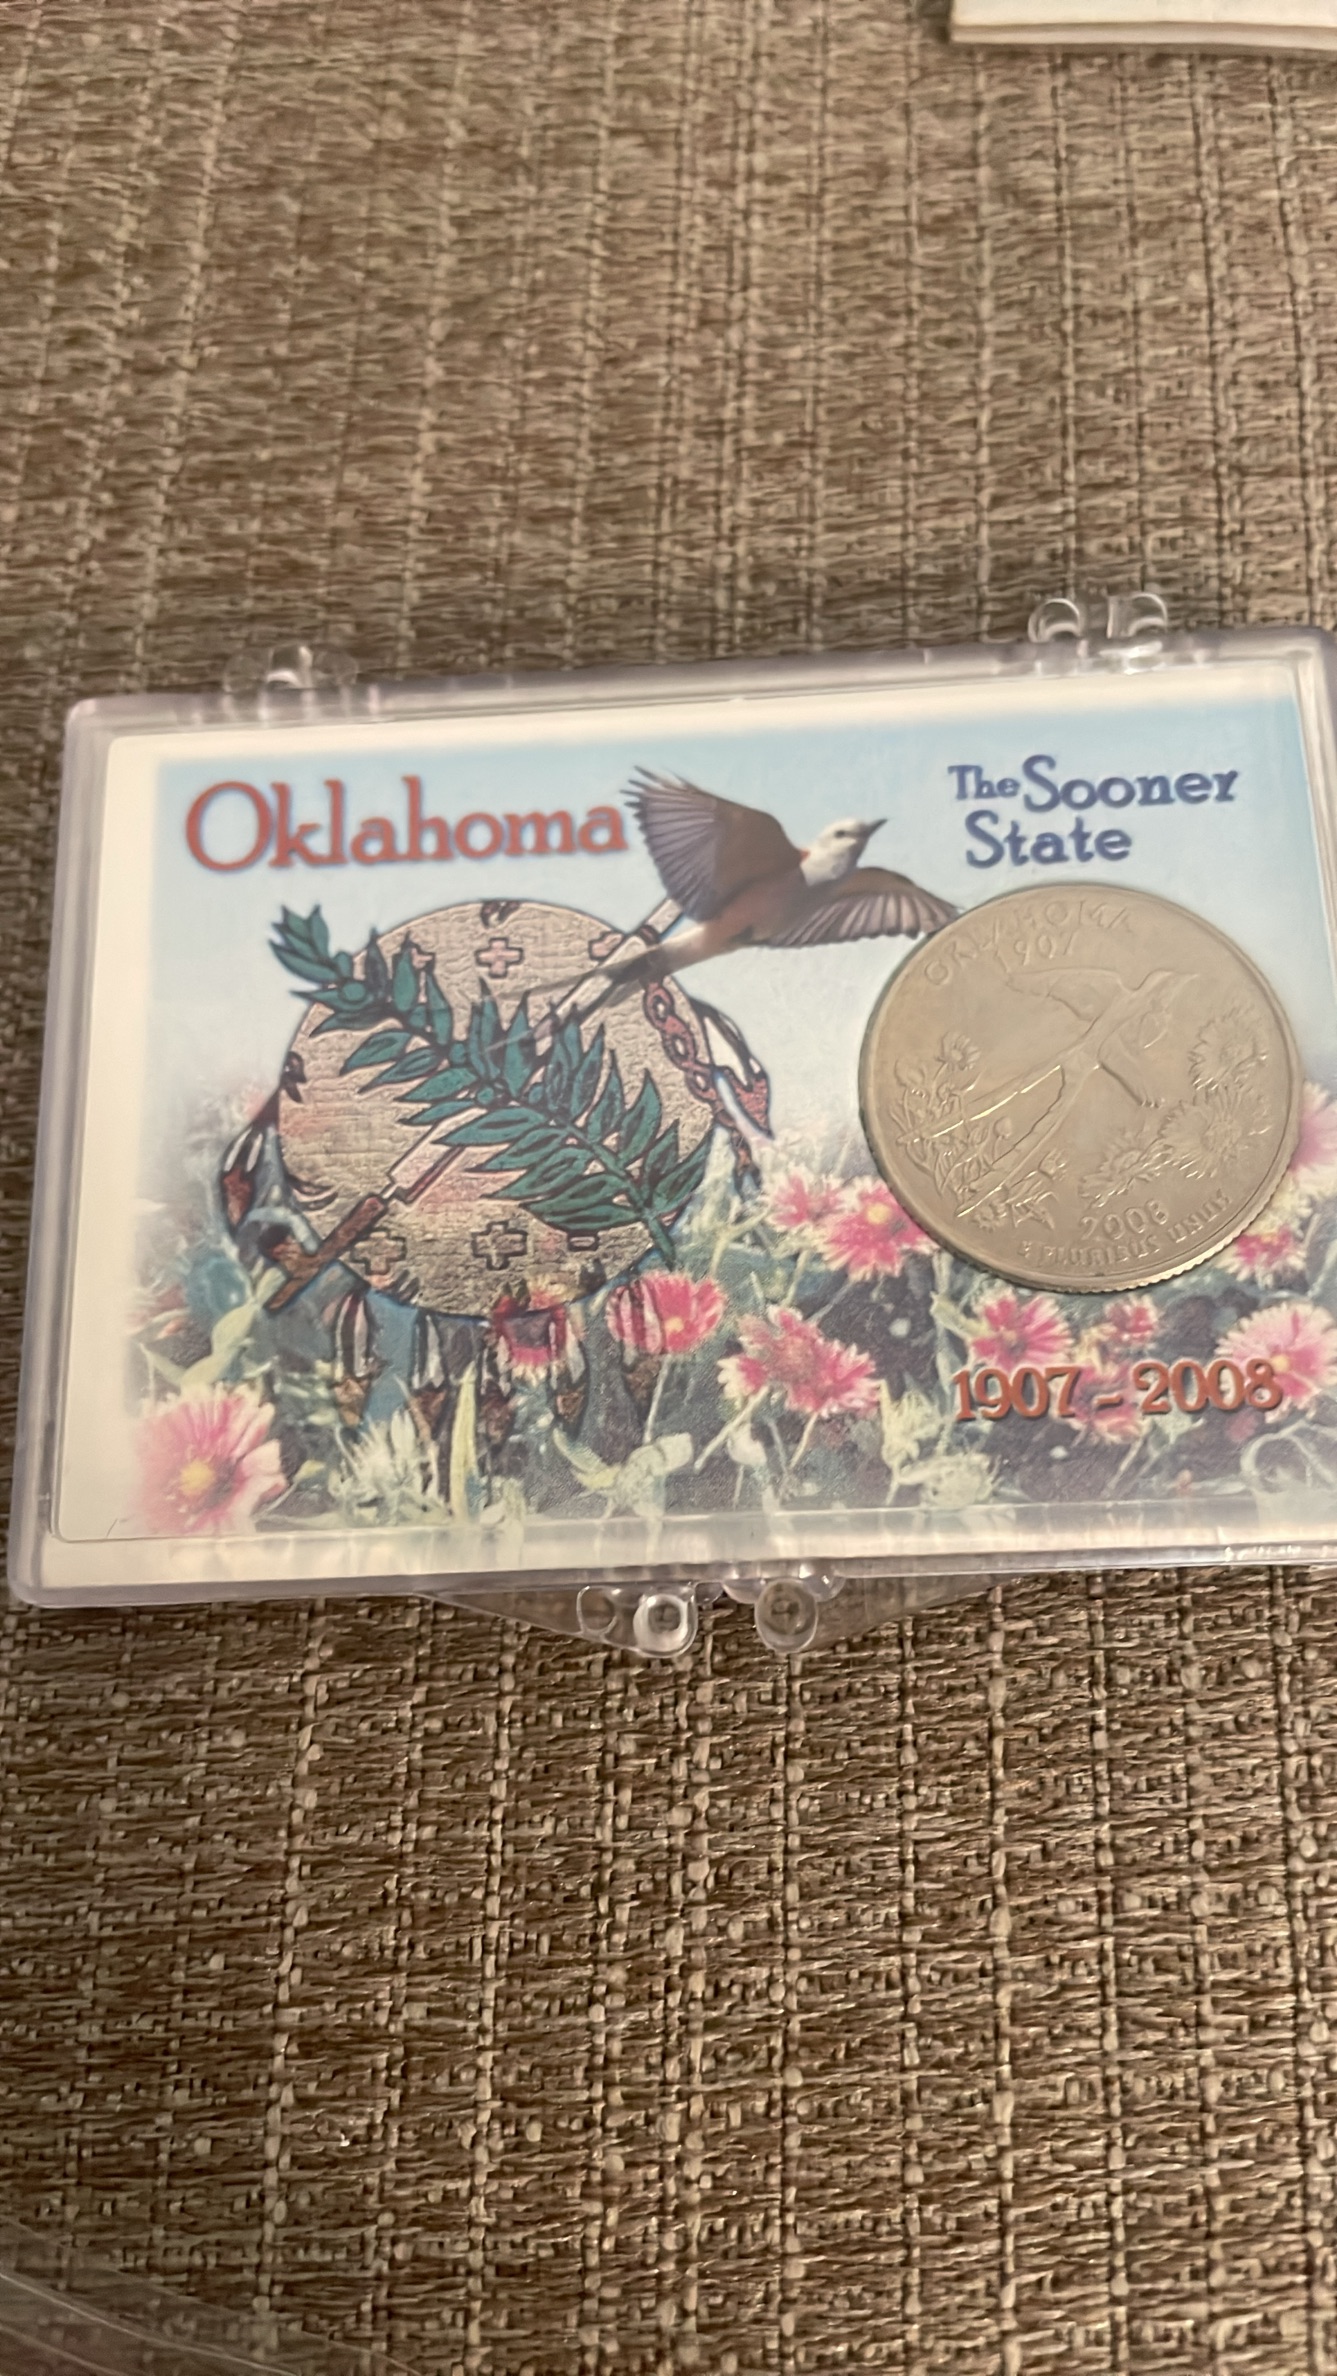 Oklahoma
The Sooner
State
OKLAHOMA
1907
2008
E PLURIBUS UNUM
1907 - 2008